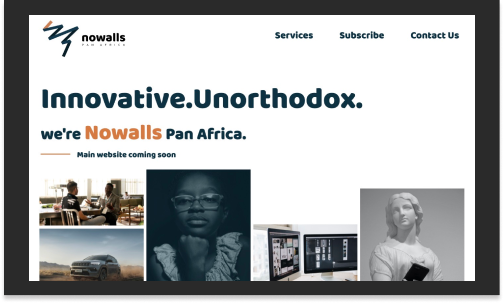 nowalls
PAN AFRICA
Services
Subscribe
Contact Us
Innovative.Unorthodox.
we're Nowalls Pan Africa.
Main website coming soon